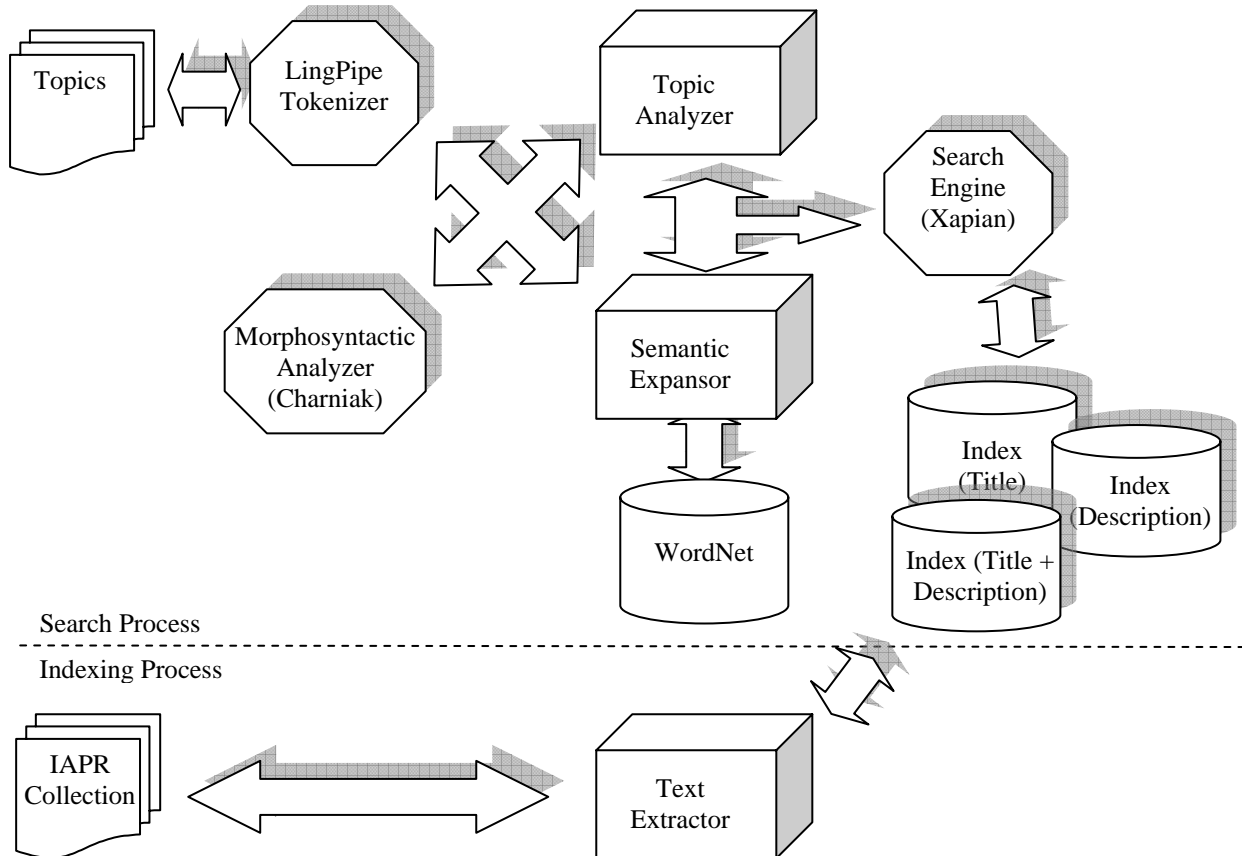 Topics
LingPipe
Tokenizer
Topic
Analyzer
Search
Engine
(Xapian)
Morphosyntactic
Analyzer
(Charniak)
Semantic
Expansor
Index
(Title)
Index
(Description)
Index (Title +
Description)
WordNet
Search Process
Indexing Process
IAPR
Collection
Text
Extractor